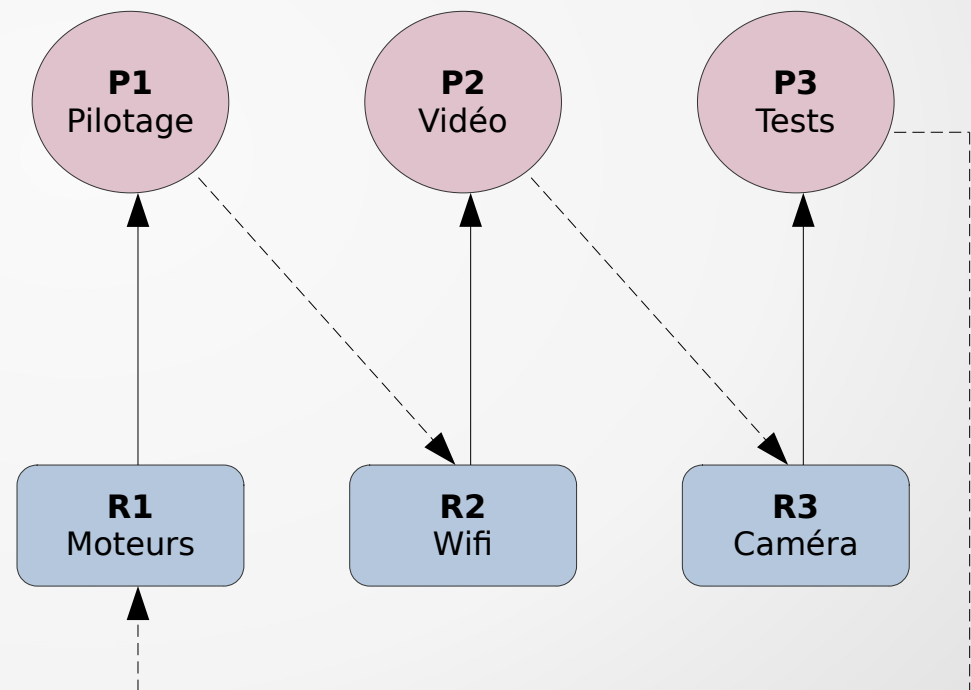 P1
Pilotage
P2
Vidéo
P3
Tests
R1
Moteurs
R2
Wifi
R3
Caméra